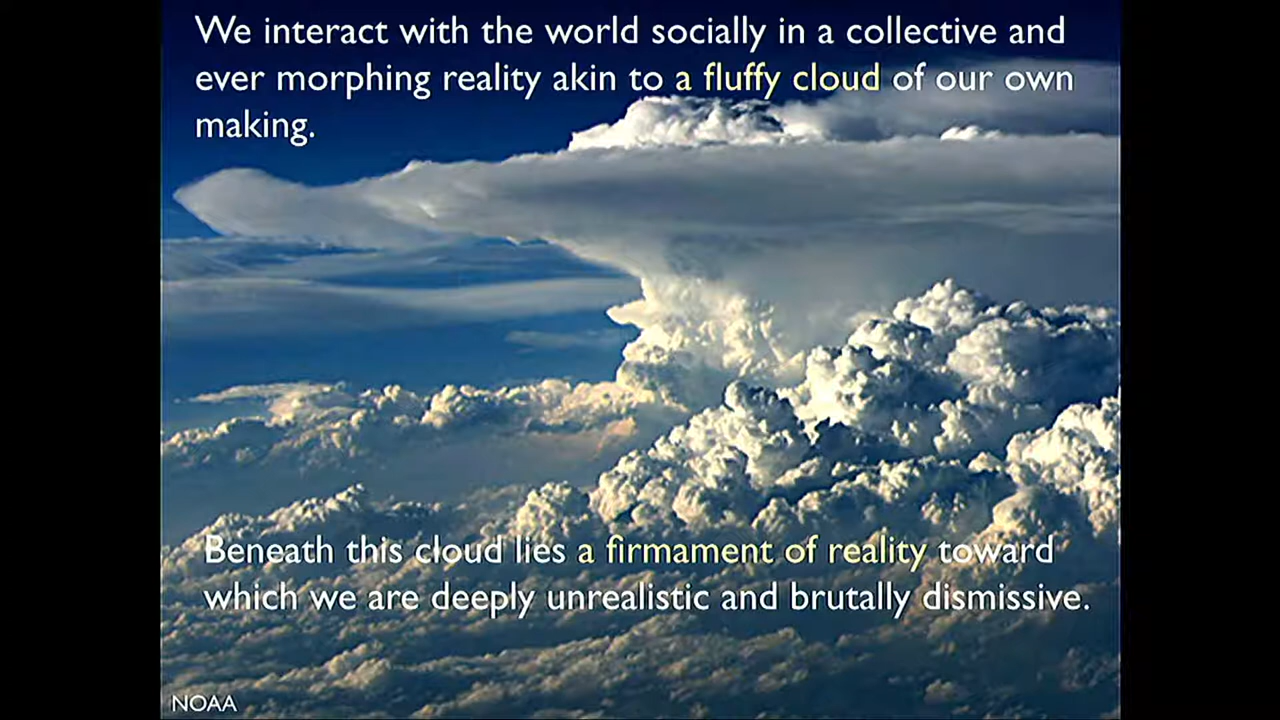 We interact with the world socially in a collective and
ever morphing reality akin to a fluffy cloud of our own
making.
Beneath this cloud lies a firmament of reality toward
which we are deeply unrealistic and brutally dismissive.
NOAA